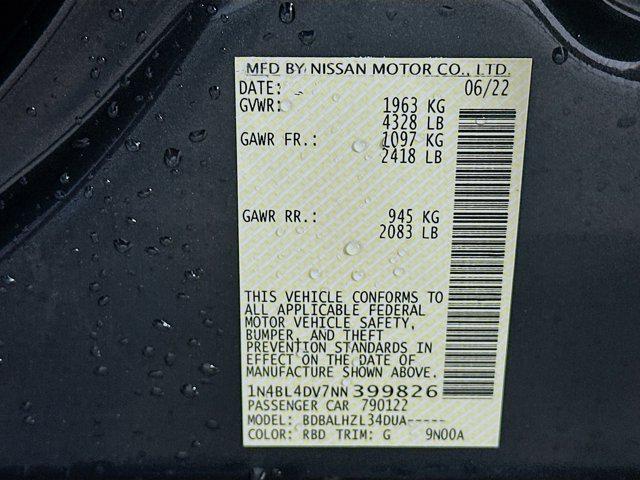 MFD BY NISSAN MOTOR CO., LTD.
DATE: 06/22
GVWR: 1963 KG
4328 LB
GAWR FR.: 1097 KG
2418 LB
GAWR RR.: 945 KG
2083 LB
THIS VEHICLE CONFORMS TO
ALL APPLICABLE FEDERAL
MOTOR VEHICLE SAFETY,
BUMPER, AND THEFT
PREVENTION STANDARDS IN
EFFECT ON THE DATE OF
MANUFACTURE SHOWN ABOVE.
1N4BL4DV7NN399826
PASSENGER CAR 790122
MODEL: BDBALHZL34DUA-----
COLOR: RBD TRIM: G 9N00A